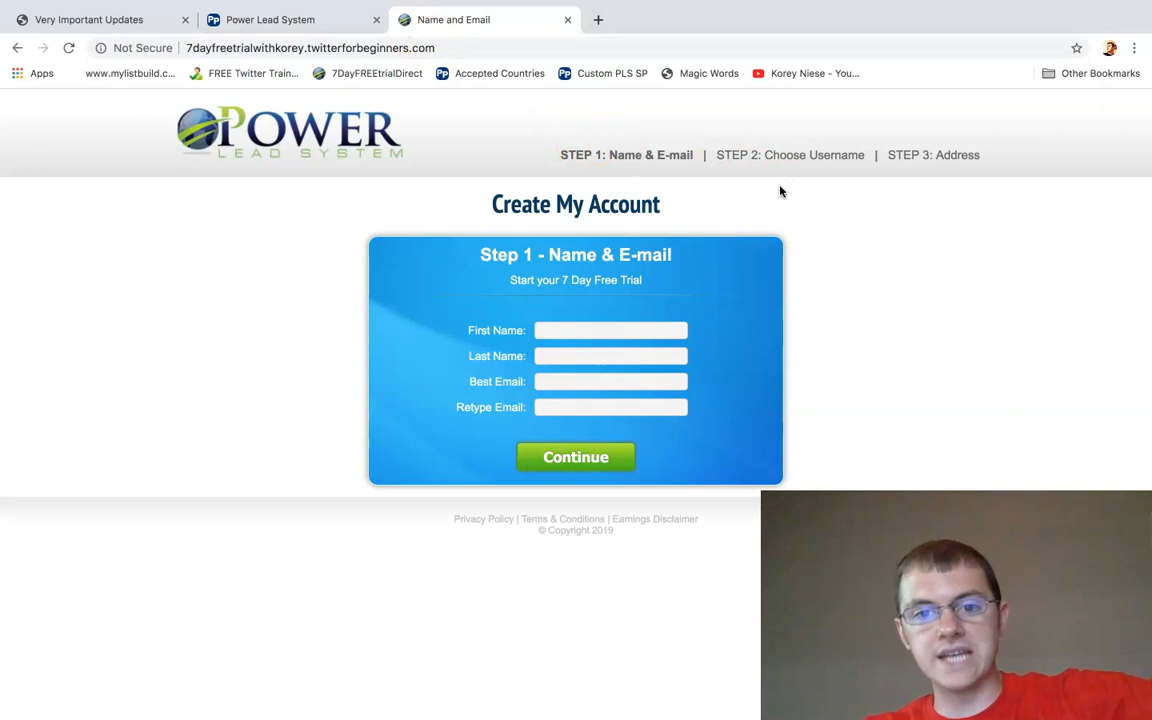 Very Important Updates
Power Lead System
Name and Email
Not Secure
7dayfreetrialwithkorey.twitterforbeginners.com
Apps
www.mylistbuild.c...
FREE Twitter Train...
7DayFREEtrialDirect
Accepted Countries
Custom PLS SP
Magic Words
Korey Niese - You...
Other Bookmarks
POWER
LEAD SYSTEM
STEP 1: Name & E-mail | STEP 2: Choose Username | STEP 3: Address
Create My Account
Step 1 - Name & E-mail
Start your 7 Day Free Trial
First Name:
Last Name:
Best Email:
Retype Email:
Continue
Privacy Policy | Terms & Conditions | Earnings Disclaimer
© Copyright 2019